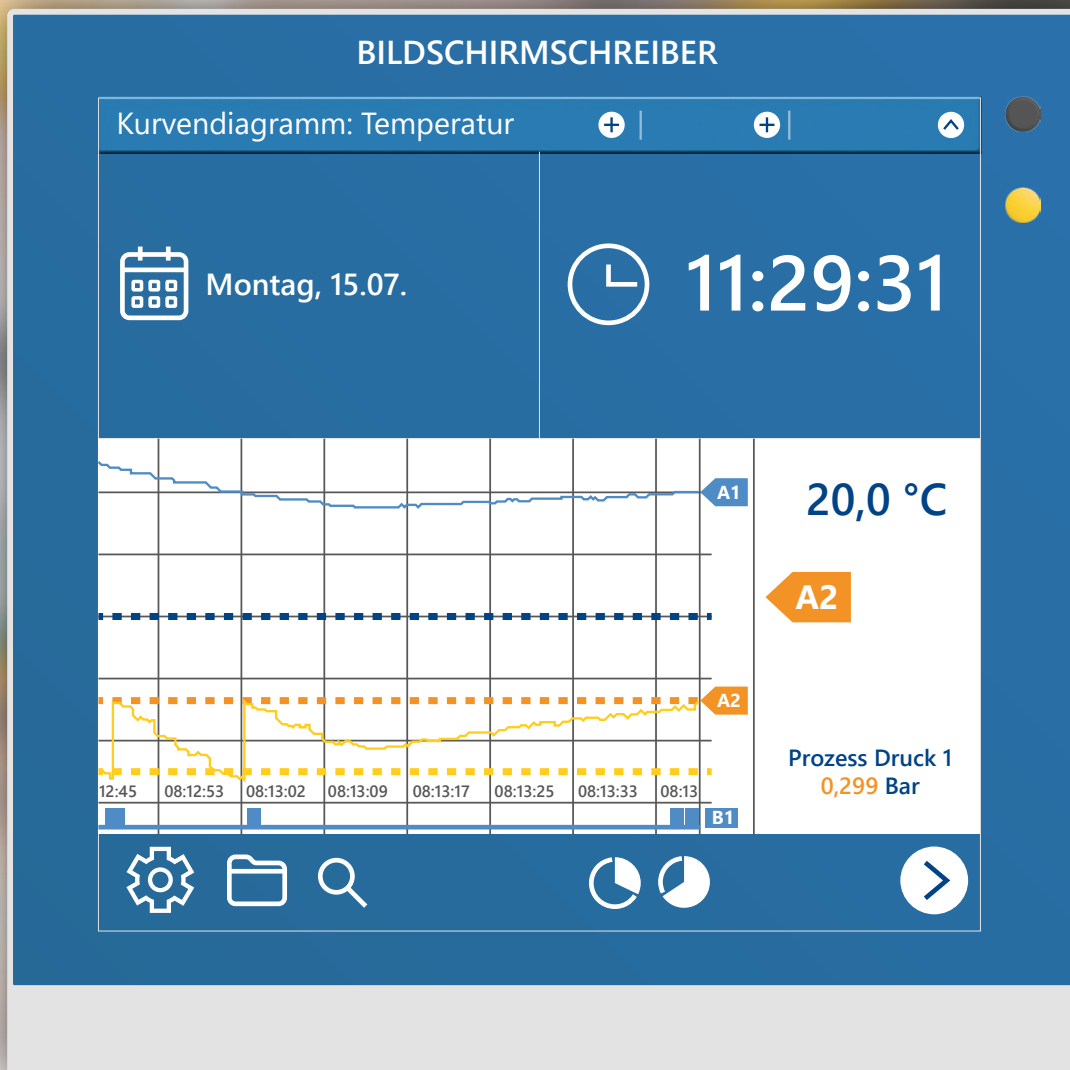 BILDSCHIRMSCHREIBER
Kurvendiagramm: Temperatur
Montag, 15.07.
11:29:31
A1
20,0 °C
A2
A2
Prozess Druck 1
0,299 Bar
12:45 08:12:53 08:13:02 08:13:09 08:13:17 08:13:25 08:13:33 08:13
B1